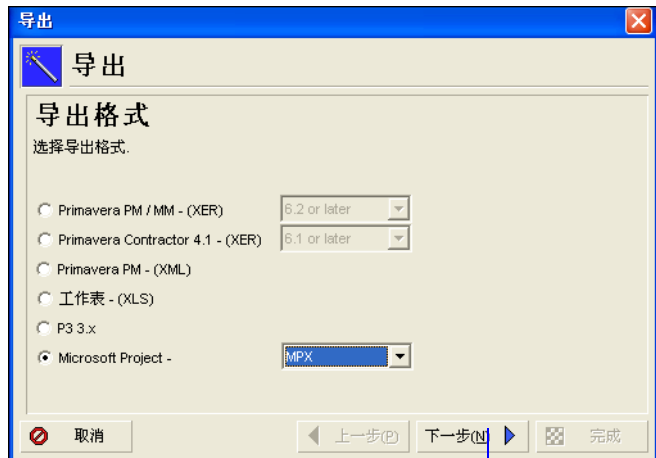 导出
导出
导出格式
选择导出格式.
Primavera PM / MM - (XER) 6.2 or later
Primavera Contractor 4.1 - (XER) 6.1 or later
Primavera PM - (XML)
工作表 - (XLS)
P3 3.x
Microsoft Project - MPX
取消 上一步(P) 下一步(N) 完成